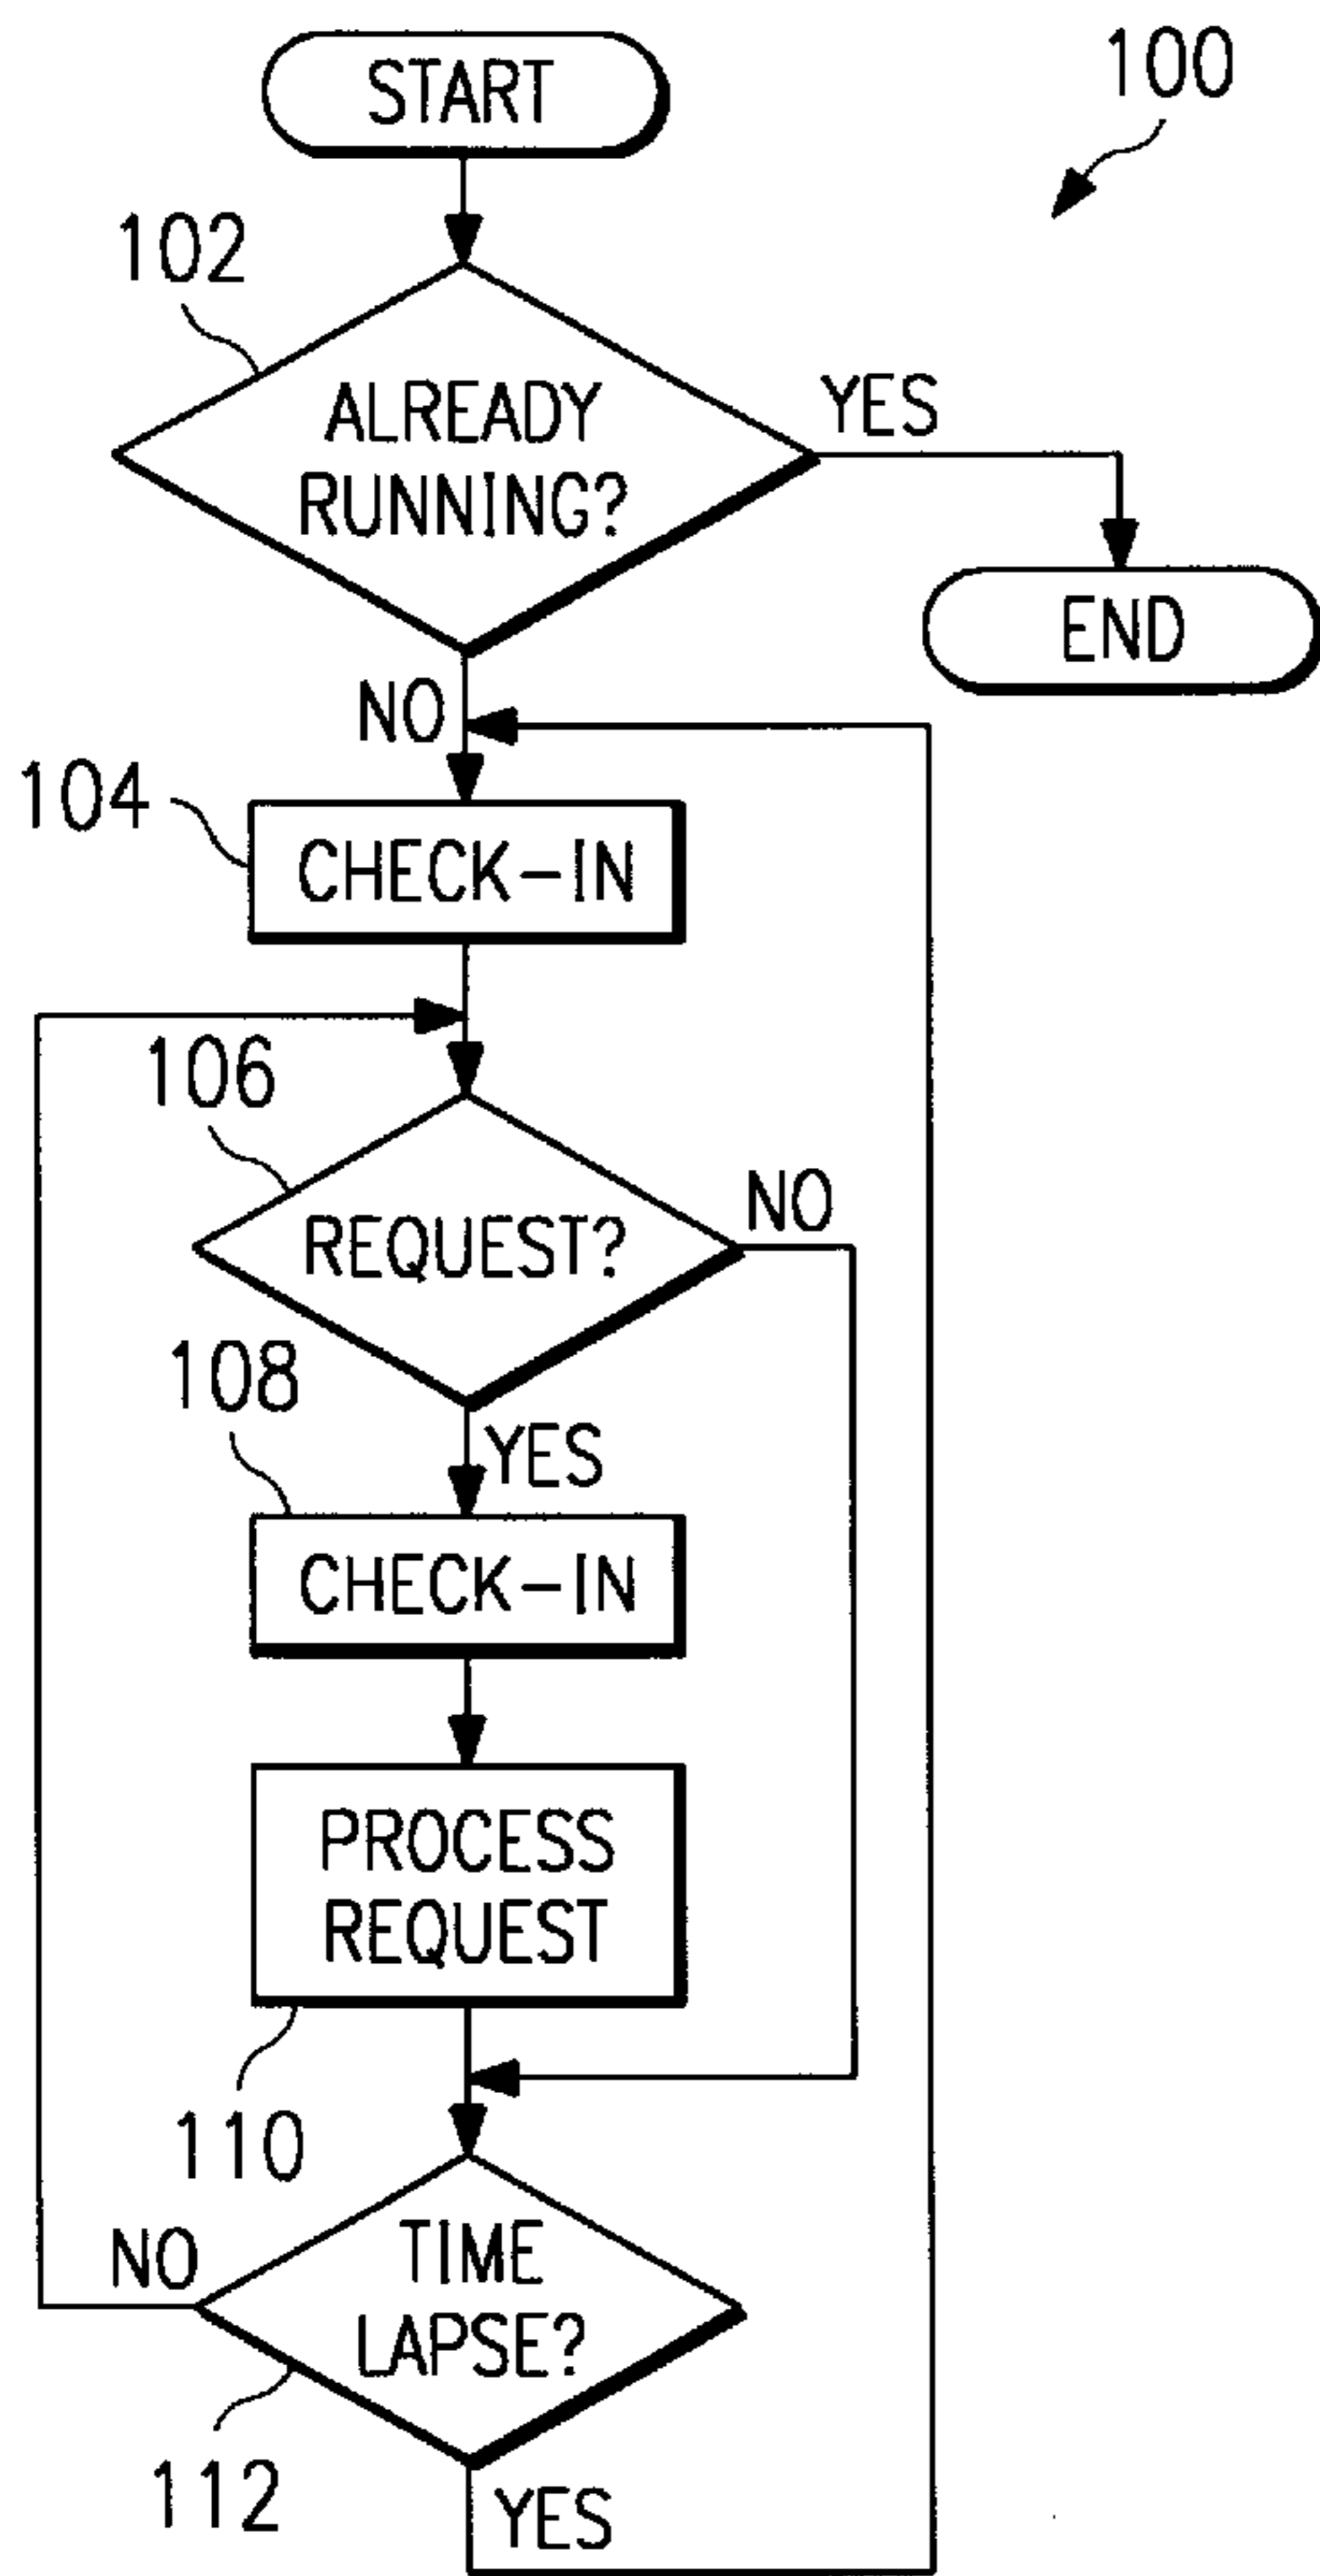 START
100
102
ALREADY
RUNNING?
YES
END
NO
104
CHECK-IN
106
REQUEST?
NO
108
YES
CHECK-IN
PROCESS
REQUEST
110
NO
TIME
LAPSE?
112
YES